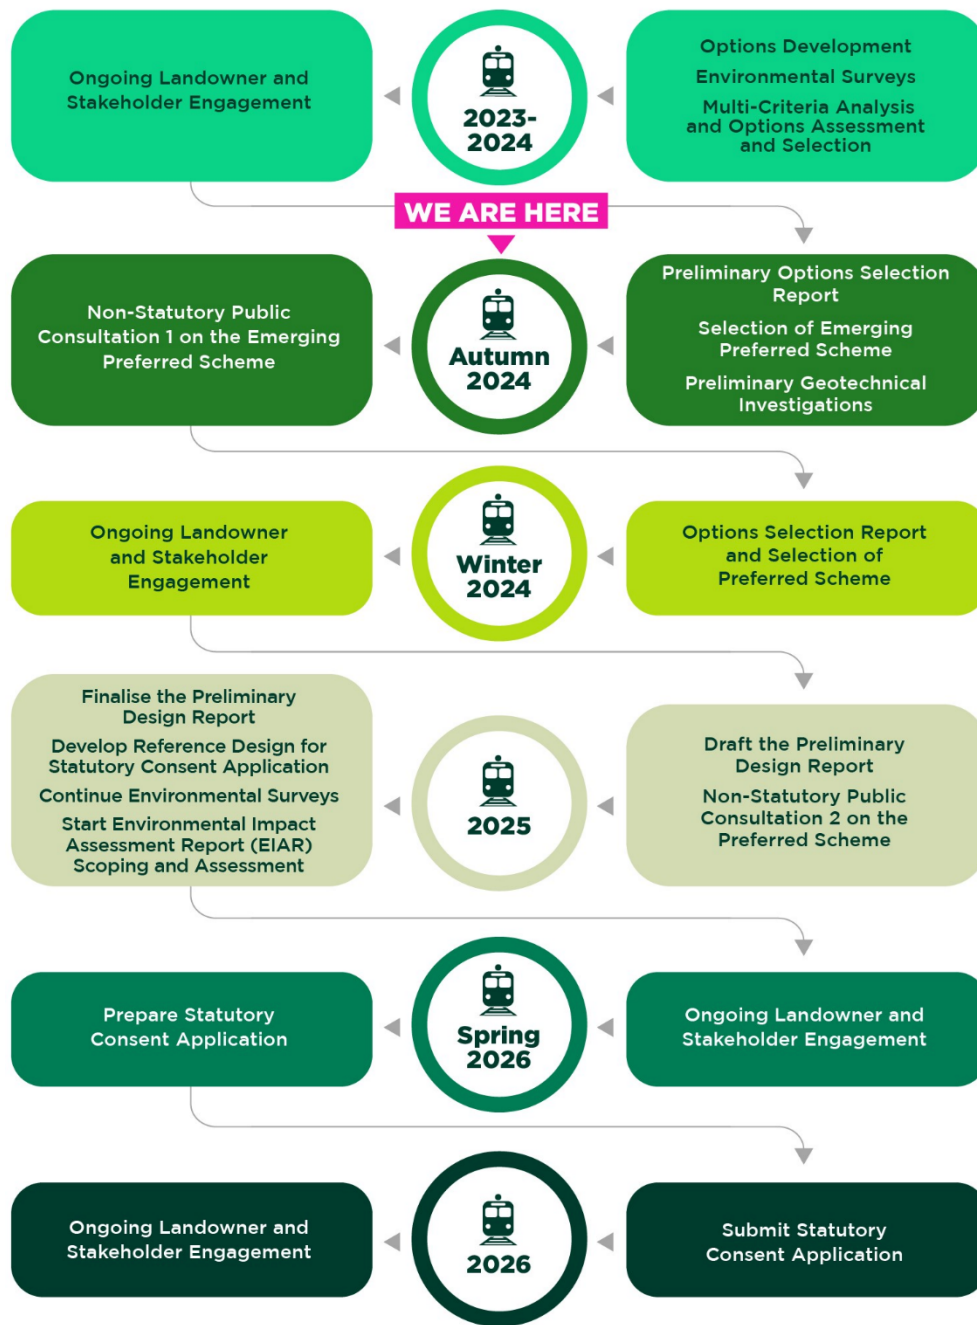 Ongoing Landowner and
Stakeholder Engagement
2023-
2024
Options Development
Environmental Surveys
Multi-Criteria Analysis
and Options Assessment
and Selection
WE ARE HERE
Non-Statutory Public
Consultation 1 on the Emerging
Preferred Scheme
Autumn
2024
Preliminary Options Selection
Report
Selection of Emerging
Preferred Scheme
Preliminary Geotechnical
Investigations
Ongoing Landowner
and Stakeholder
Engagement
Winter
2024
Options Selection Report
and Selection of
Preferred Scheme
Finalise the Preliminary
Design Report
Develop Reference Design for
Statutory Consent Application
Continue Environmental Surveys
Start Environmental Impact
Assessment Report (EIAR)
Scoping and Assessment
2025
Draft the Preliminary
Design Report
Non-Statutory Public
Consultation 2 on the
Preferred Scheme
Prepare Statutory
Consent Application
Spring
2026
Ongoing Landowner and
Stakeholder Engagement
Ongoing Landowner and
Stakeholder Engagement
2026
Submit Statutory
Consent Application